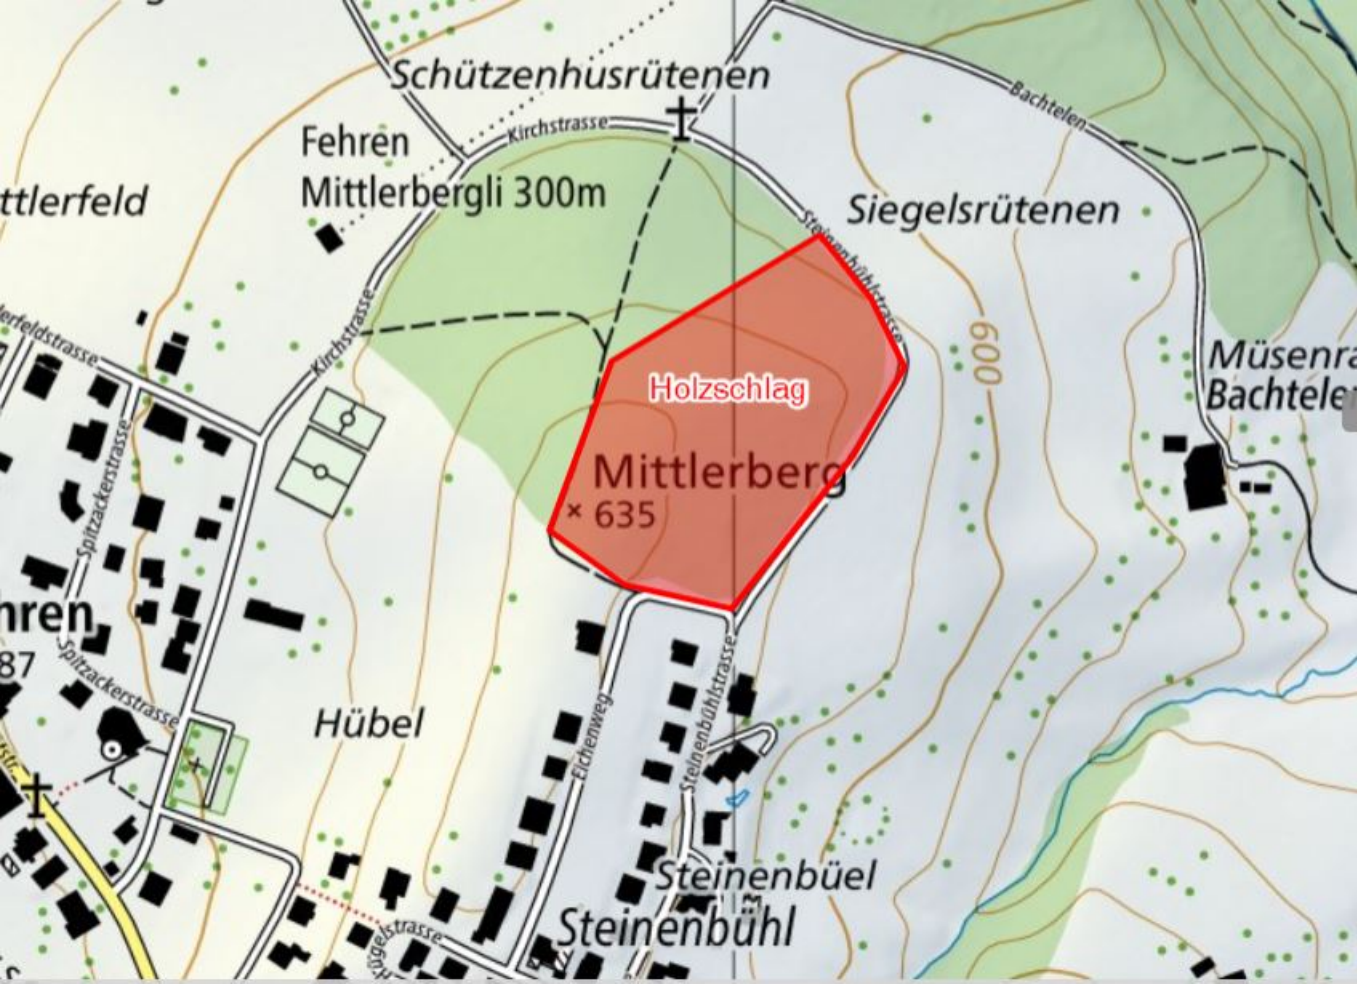 Schützenhusrütenen
Bachtelen
Kirchstrasse
Fehren
Mittlerbergli 300m
ttlerfeld
Siegelsrütenen
Steinenbühlstrasse
erfeldstrasse
Kirchstrasse
600
Müsenra
Bachtele
Holzschlag
Mittlerberg
635
Spitzackerstrasse
hren
87
Spitzackerstrasse
Hübel
Eichenweg
Steinenbühlstrasse
Steinenbüel
Steinenbühl
Hügelstrasse